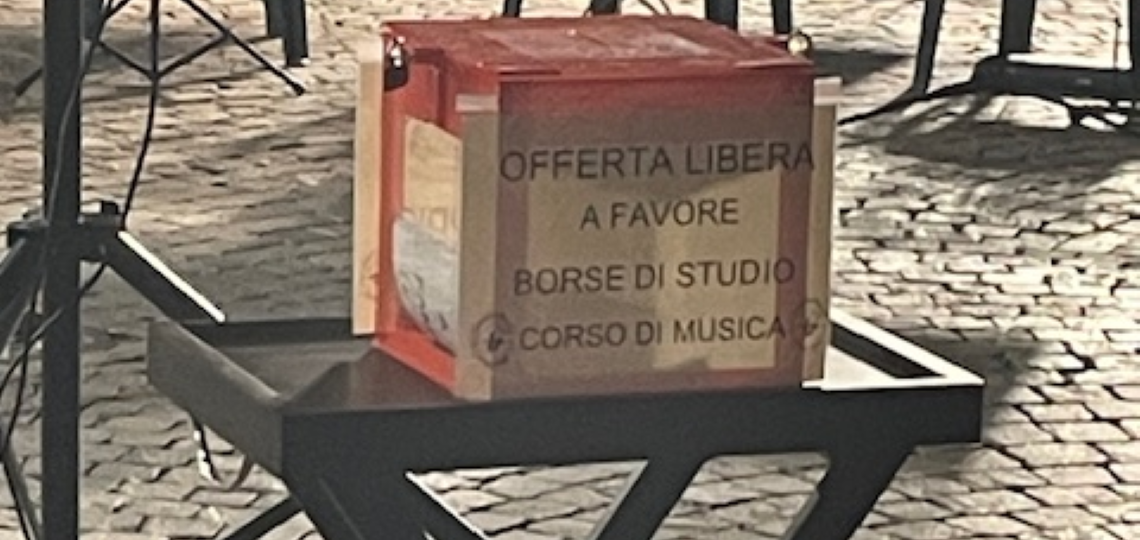 OFFERTA LIBERA
A FAVORE
BORSE DI STUDIO
CORSO DI MUSICA